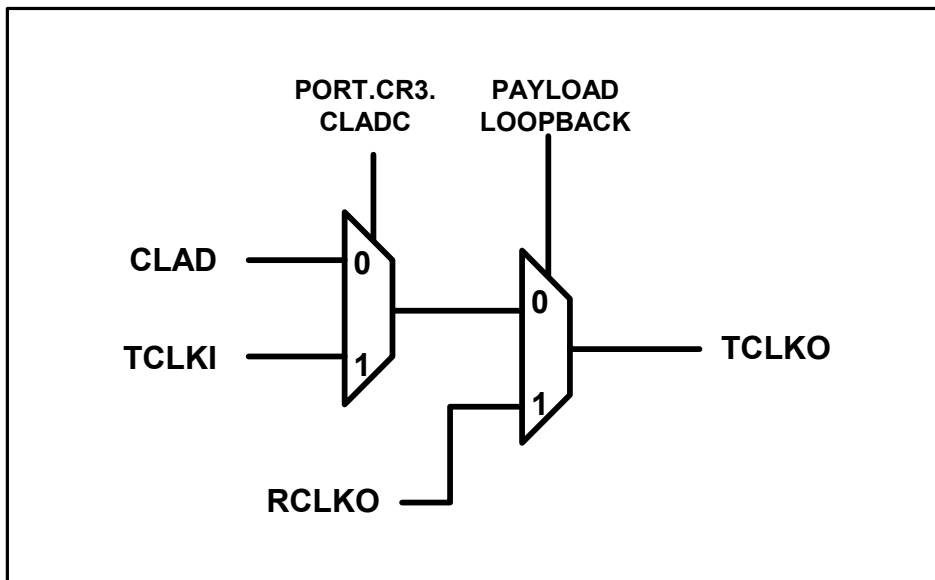 PORT.CR3.
CLADC
PAYLOAD
LOOPBACK
CLAD
0
TCLKI
1
0
1
TCLKO
RCLKO